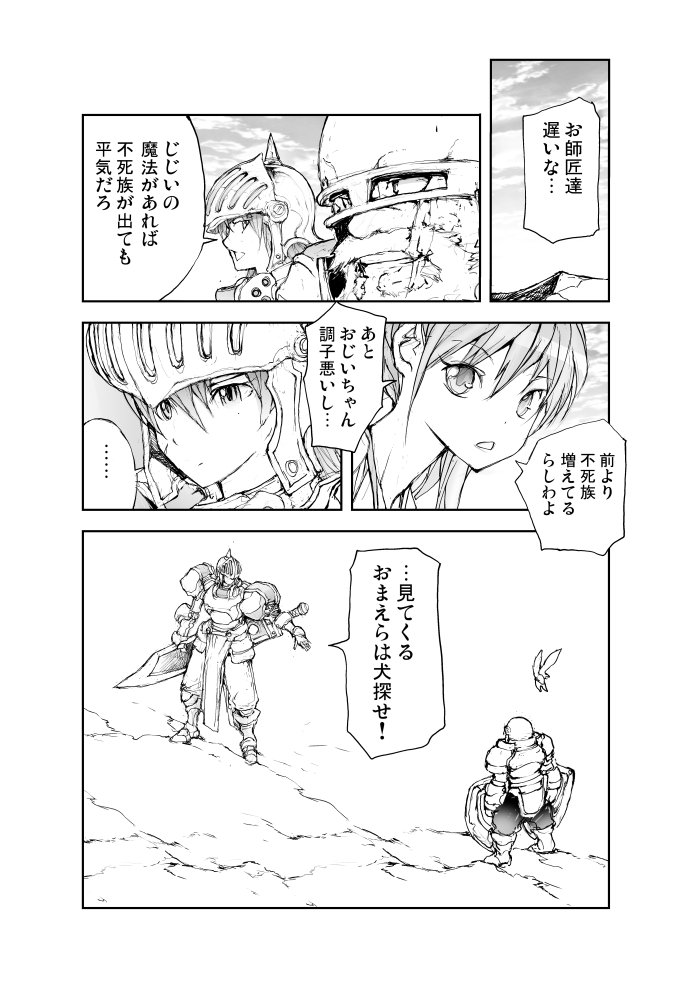 お師匠達
遅いな…
じじいの
魔法があれば
不死族が出ても
平気だろ
前より
不死族
増えてる
らしわよ
あと
おじいちゃん
調子悪いし…
……
…見てくる
おまえらは犬探せ！